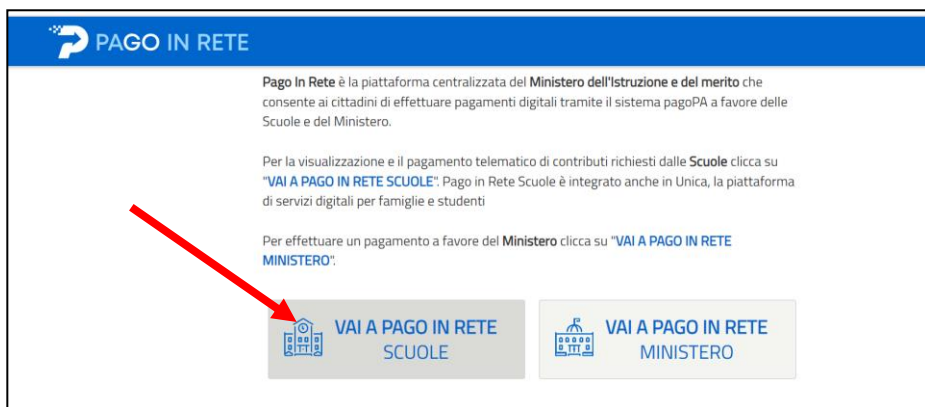 PAGO IN RETE
Pago In Rete è la piattaforma centralizzata del Ministero dell'Istruzione e del merito che
consente ai cittadini di effettuare pagamenti digitali tramite il sistema pagoPA a favore delle
Scuole e del Ministero.
Per la visualizzazione e il pagamento telematico di contributi richiesti dalle Scuole clicca su
"VAI A PAGO IN RETE SCUOLE". Pago in Rete Scuole è integrato anche in Unica, la piattaforma
di servizi digitali per famiglie e studenti
Per effettuare un pagamento a favore del Ministero clicca su "VAI A PAGO IN RETE
MINISTERO".
VAI A PAGO IN RETE
SCUOLE
VAI A PAGO IN RETE
MINISTERO